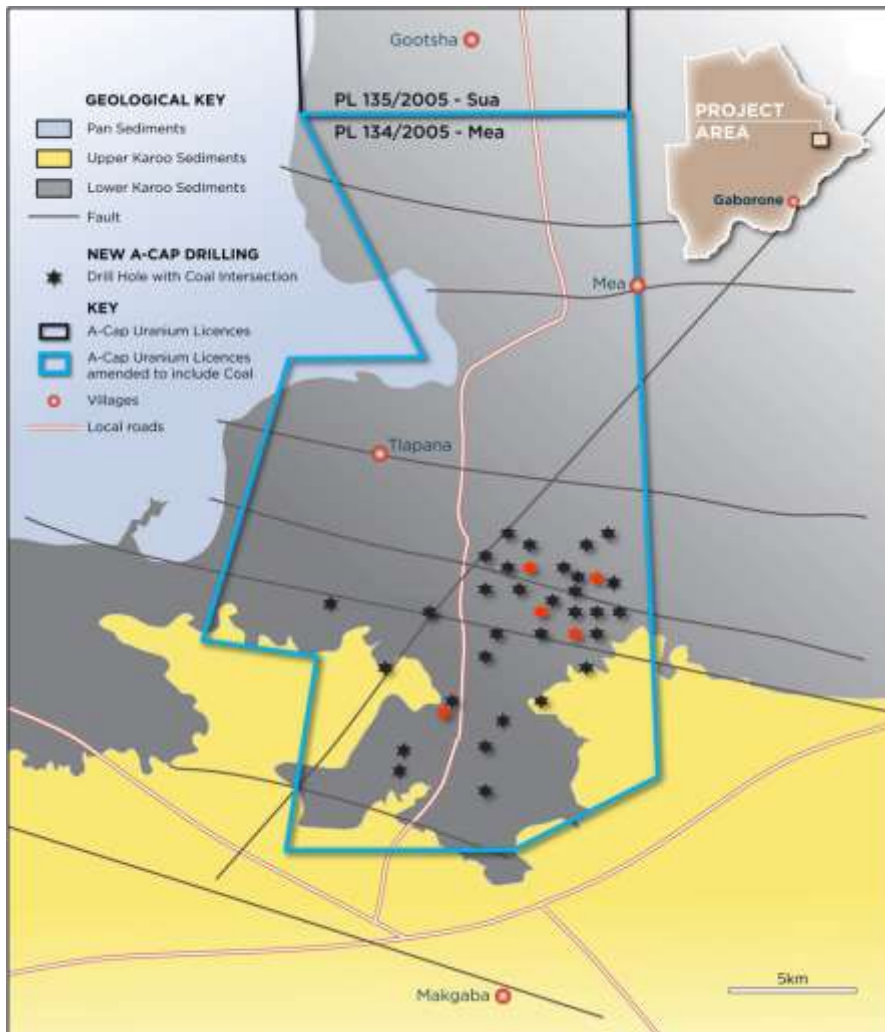 Gootsha
PL 135/2005 - Sua
PL 134/2005 - Mea
GEOLOGICAL KEY
Pan Sediments
Upper Karoo Sediments
Lower Karoo Sediments
Fault
NEW A-CAP DRILLING
Drill Hole with Coal Intersection
KEY
A-Cap Uranium Licences
A-Cap Uranium Licences
amended to include Coal
Villages
Local roads
PROJECT
AREA
Gaborone
Mea
Tlapana
Makgaba
5km